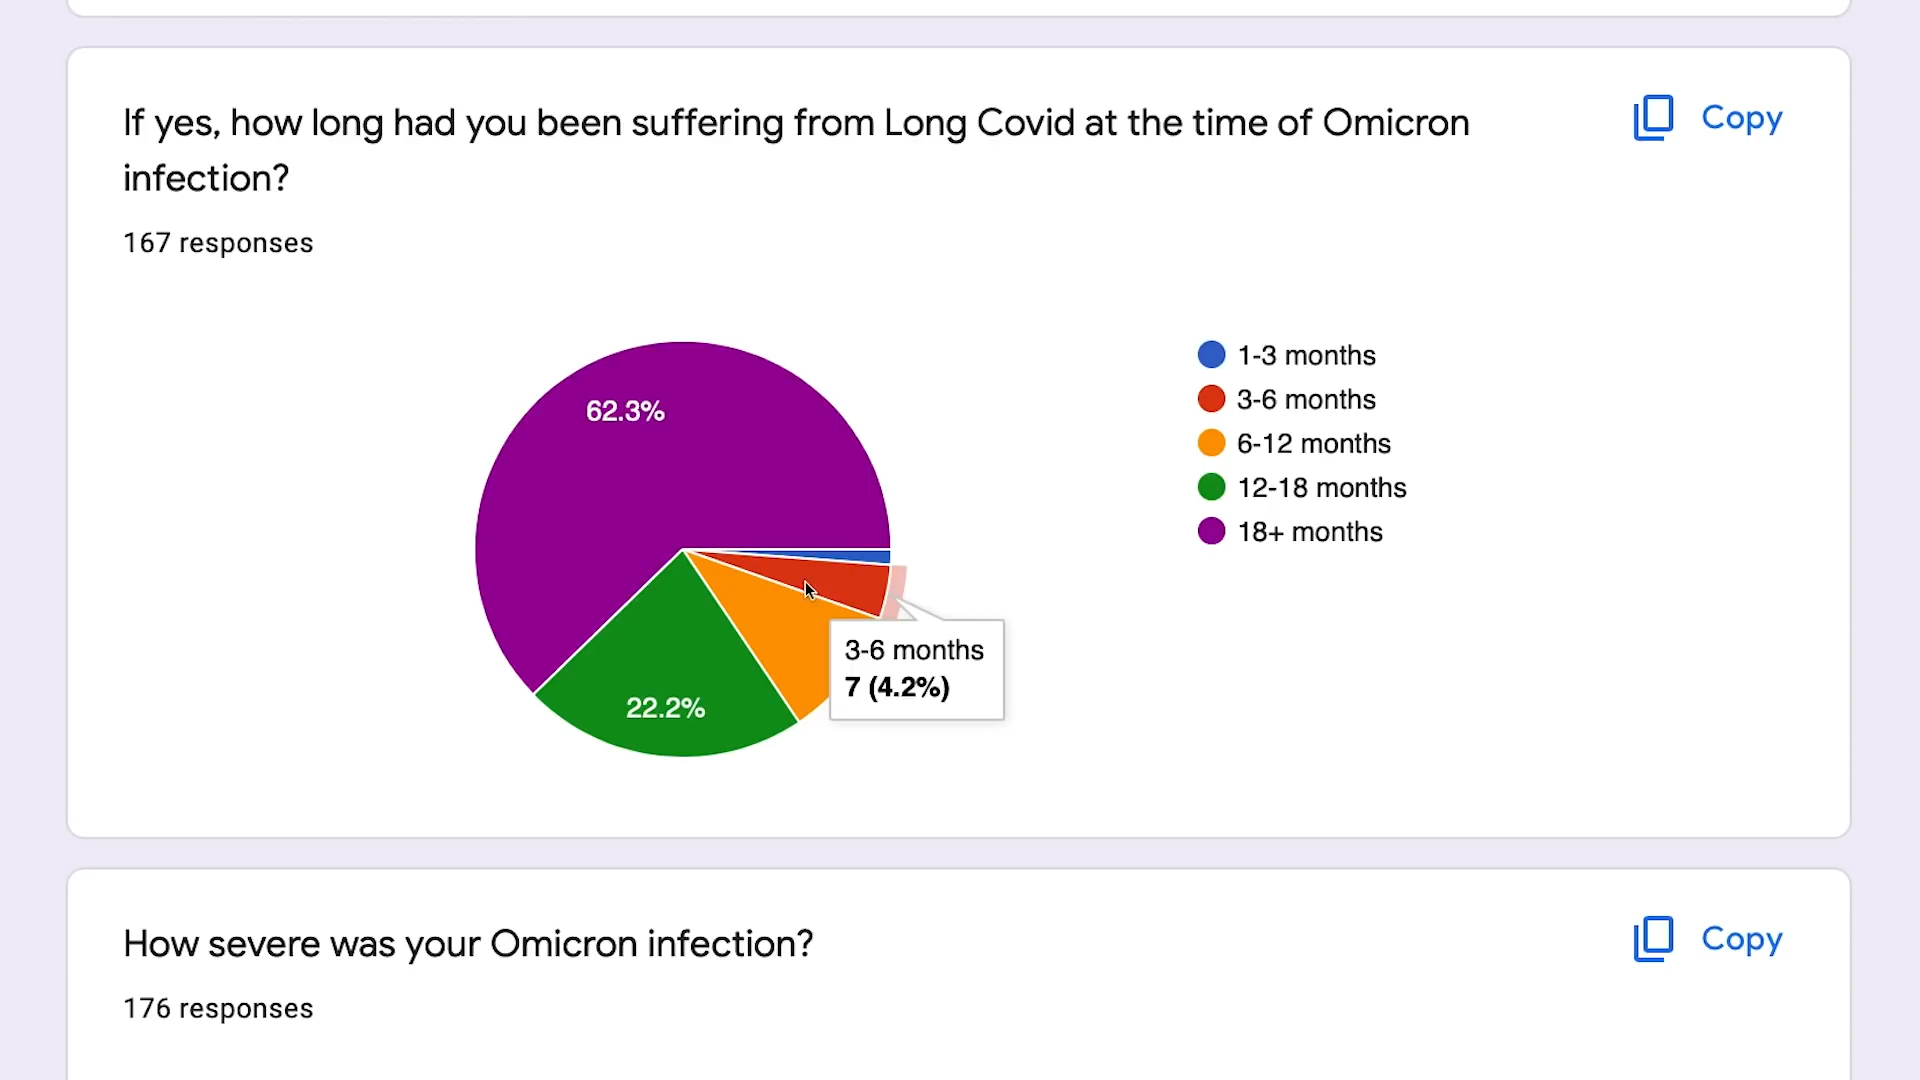 If yes, how long had you been suffering from Long Covid at the time of Omicron
infection?
Copy
167 responses
62.3%
22.2%
3-6 months
7 (4.2%)
1-3 months
3-6 months
6-12 months
12-18 months
18+ months
How severe was your Omicron infection?
Copy
176 responses